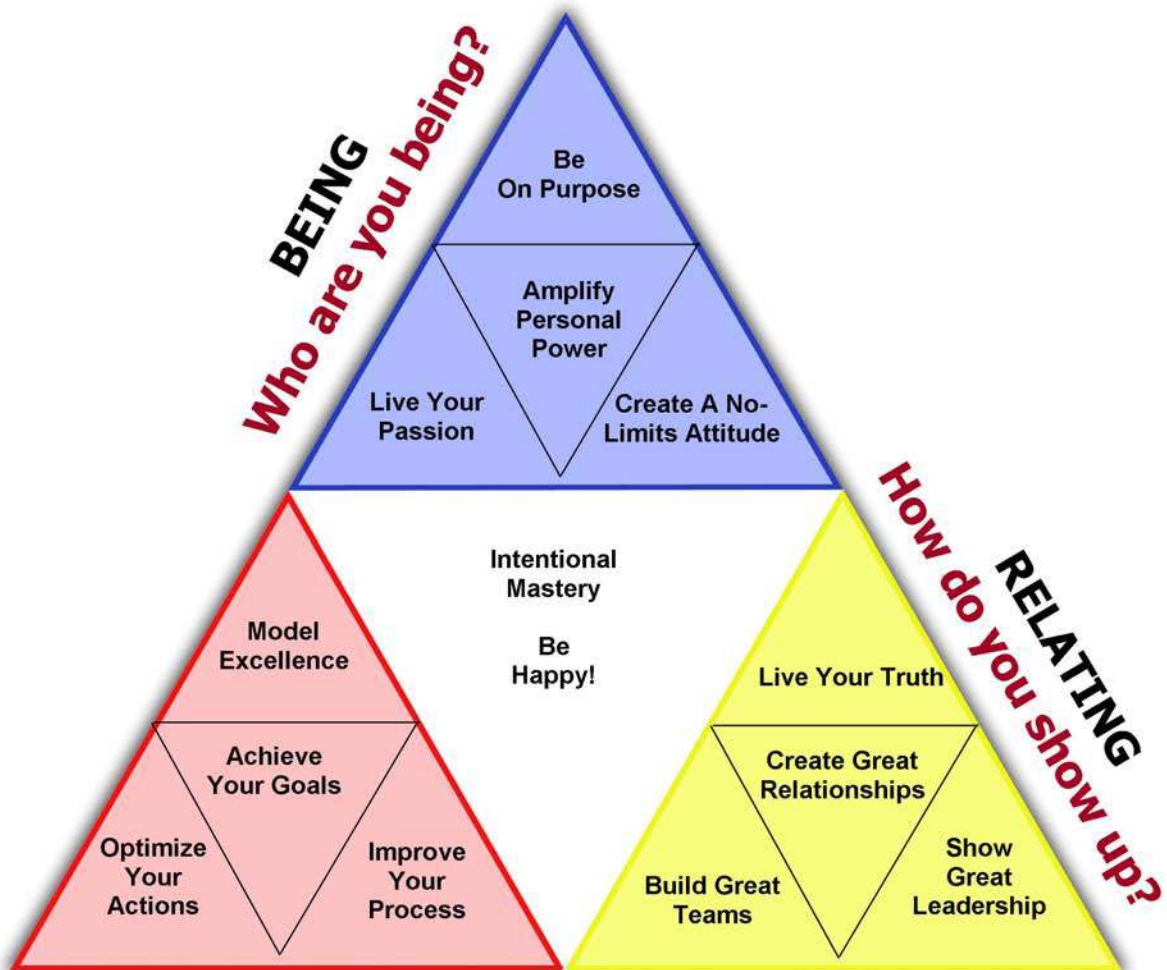 BEING
Who are you being?
Be
On Purpose
Amplify
Personal
Power
Live Your
Passion
Create A No-
Limits Attitude
RELATING
How do you show up?
Intentional
Mastery
Be
Happy!
Model
Excellence
Achieve
Your Goals
Optimize
Your
Actions
Improve
Your
Process
Live Your Truth
Create Great
Relationships
Build Great
Teams
Show
Great
Leadership